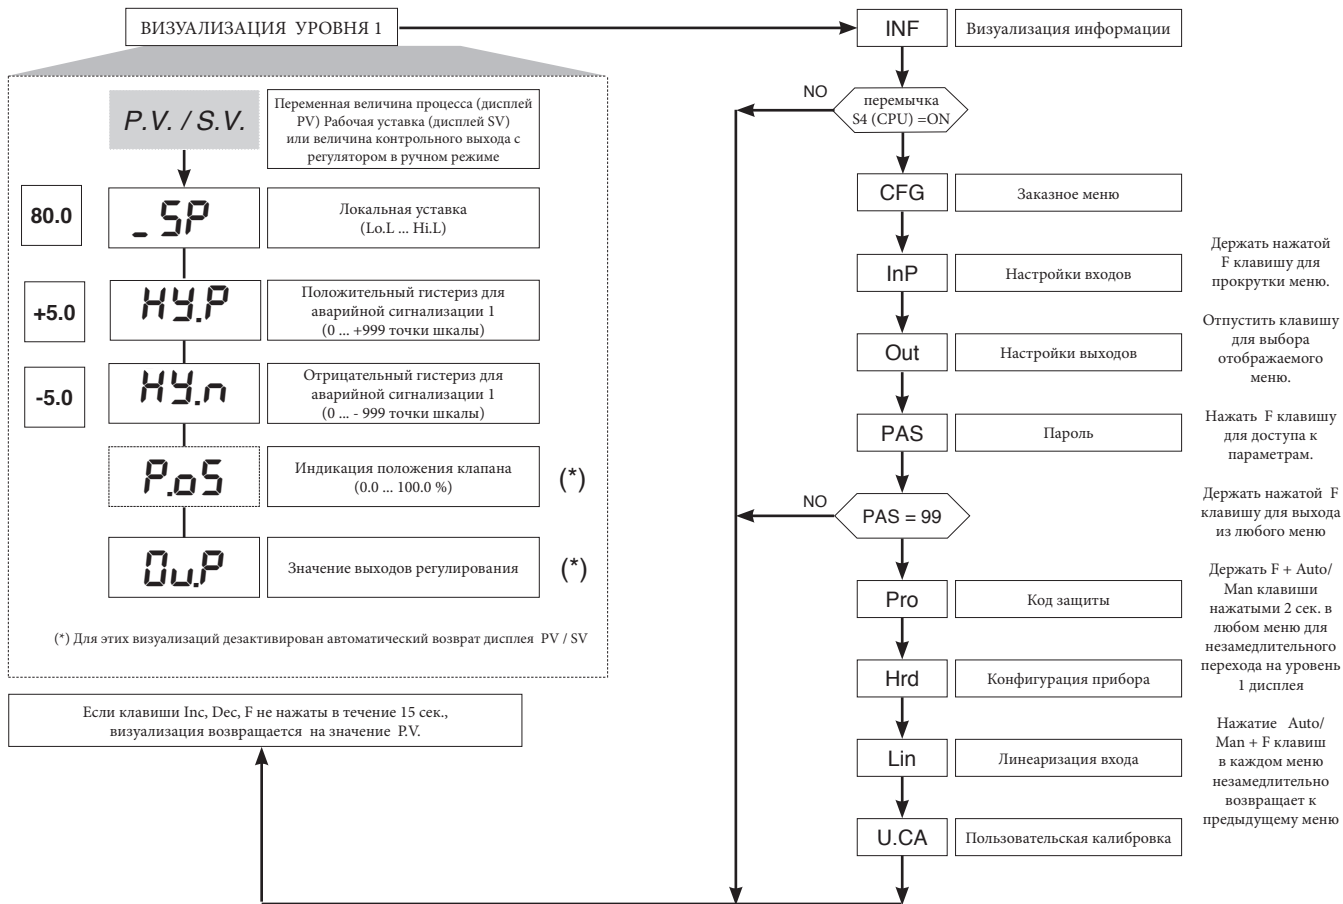 ВИЗУАЛИЗАЦИЯ УРОВНЯ 1
P.V. / S.V.
Переменная величина процесса (дисплей
PV) Рабочая уставка (дисплей SV)
или величина контрольного выхода с
регулятором в ручном режиме
80.0
_SP
Локальная уставка
(Lo.L ... Hi.L)
+5.0
HY.P
Положительный гистериз для
аварийной сигнализации 1
(0 ... +999 точки шкалы)
-5.0
HY.n
Отрицательный гистериз для
аварийной сигнализации 1
(0 ... - 999 точки шкалы)
P.oS
Индикация положения клапана
(0.0 ... 100.0 %)
(*)
Ou.P
Значение выходов регулирования
(*)
(*) Для этих визуализаций дезактивирован автоматический возврат дисплея PV / SV
Если клавиши Inc, Dec, F не нажаты в течение 15 сек.,
визуализация возвращается на значение P.V.
INF
Визуализация информации
NO
перемычка
S4 (CPU) =ON
CFG
Заказное меню
InP
Настройки входов
Out
Настройки выходов
PAS
Пароль
NO
PAS = 99
Pro
Код защиты
Hrd
Конфигурация прибора
Lin
Линеаризация входа
U.CA
Пользовательская калибровка
Держать нажатой
F клавишу для
прокрутки меню.
Отпустить клавишу
для выбора
отображаемого
меню.
Нажать F клавишу
для доступа к
параметрам.
Держать нажатой F
клавишу для выхода
из любого меню
Держать F + Auto/
Man клавиши
нажатыми 2 сек. в
любом меню для
незамедлительного
перехода на уровень
1 дисплея
Нажатие Auto/
Man + F клавиш
в каждом меню
незамедлительно
возвращает к
предыдущему меню